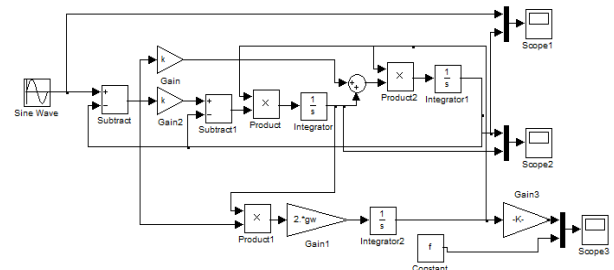 Sine Wave
+
−
Subtract
k
Gain
k
Gain2
+
−
Subtract1
×
Product
1
s
Integrator
+
+
×
Product2
1
s
Integrator1
Scope1
Scope2
×
Product1
2.*gw
Gain1
1
s
Integrator2
Gain3
-K-
f
Constant
Scope3